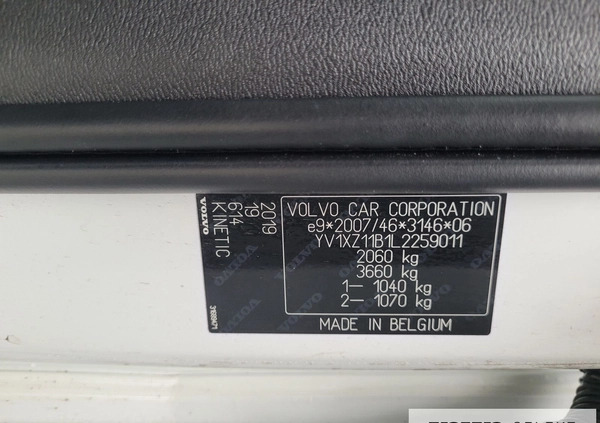 VOLVO CAR CORPORATION
e9*2007/46*3146*06
YV1XZ11B1L2259011
2060 kg
3660 kg
1– 1040 kg
2– 1070 kg
MADE IN BELGIUM
2019
19
614
KINETIC
VOLVO